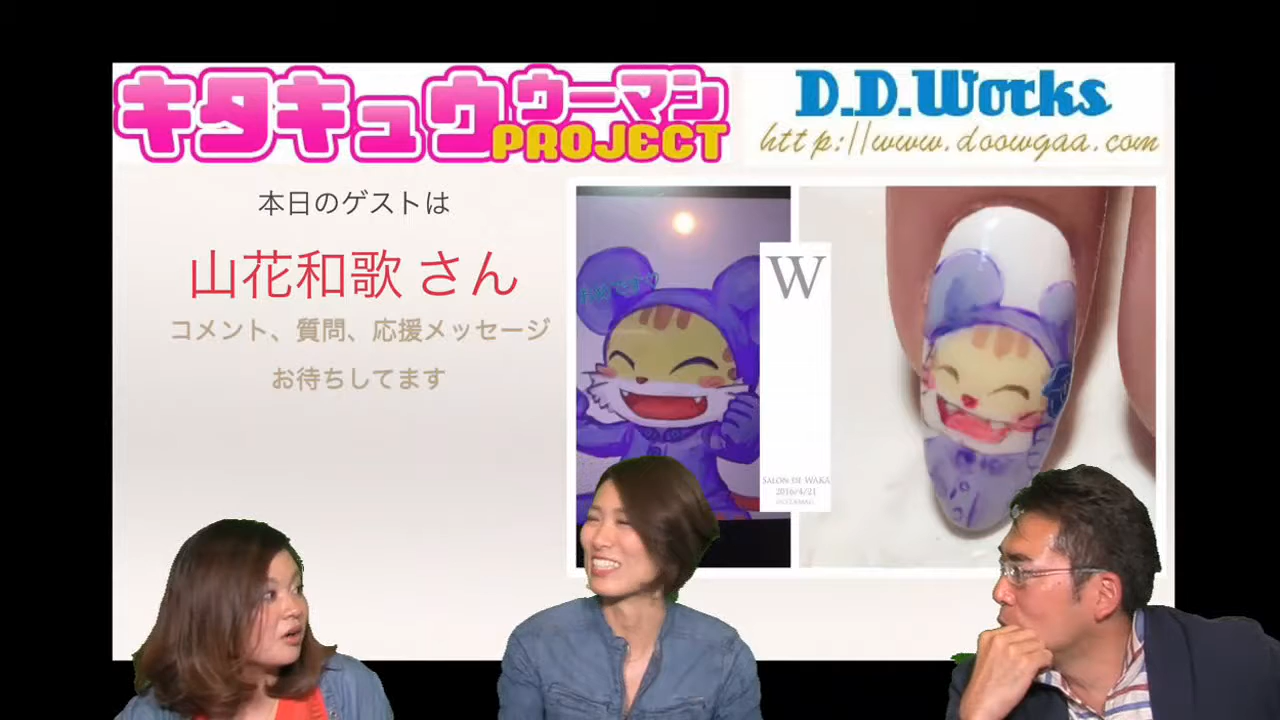 キタキュウウーマン
PROJECT
D.D.Works
http://www.doowgaa.com
本日のゲストは
山花和歌 さん
コメント、質問、応援メッセージ
お待ちしてます
W
SALON DE WAKA
2016/4/21